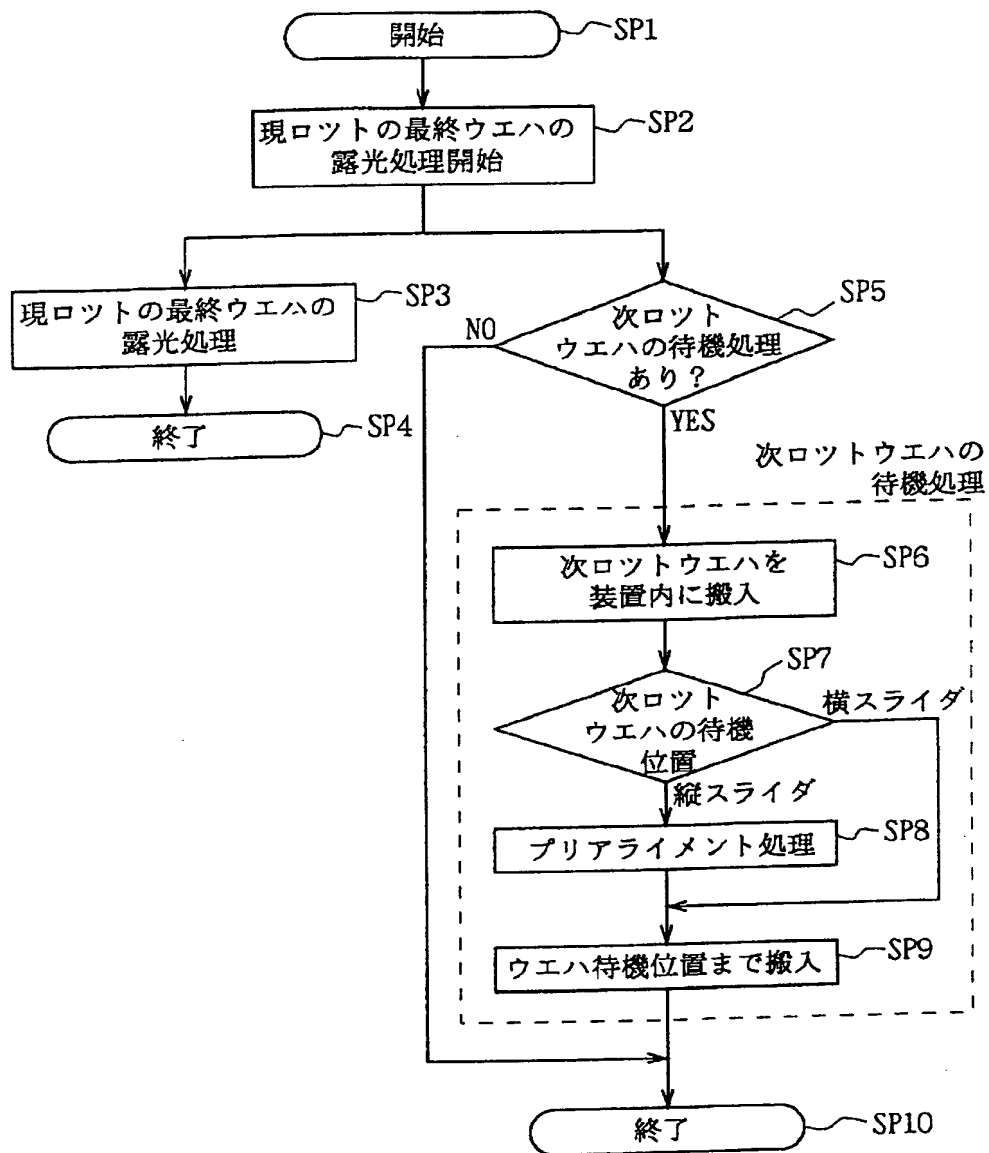 開始
SP1
現ロツトの最終ウエハの
露光処理開始
SP2
現ロツトの最終ウエハの
露光処理
SP3
終了
SP4
次ロツト
ウエハの待機処理
あり?
SP5
NO
YES
次ロツトウエハの
待機処理
次ロツトウエハを
装置内に搬入
SP6
次ロツト
ウエハの待機
位置
SP7
横スライダ
縦スライダ
プリアライメント処理
SP8
ウエハ待機位置まで搬入
SP9
終了
SP10